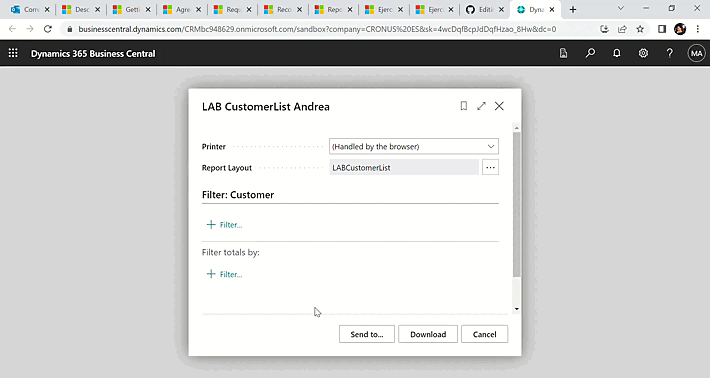 Corre
Desc
Getti
Agre
Requ
Reco
Repo
Ejerc
Ejerc
Editi
Dyna
businesscentral.dynamics.com/CRMbc948629.onmicrosoft.com/sandbox?company=CRONUS%20ES&sk=4wcDqfBcpJdDqfHzao_8Hw&dc=0
Dynamics 365 Business Central
MA
LAB CustomerList Andrea
Printer (Handled by the browser)
Report Layout LABCustomerList ...
Filter: Customer
+ Filter...
Filter totals by:
+ Filter...
Send to... Download Cancel